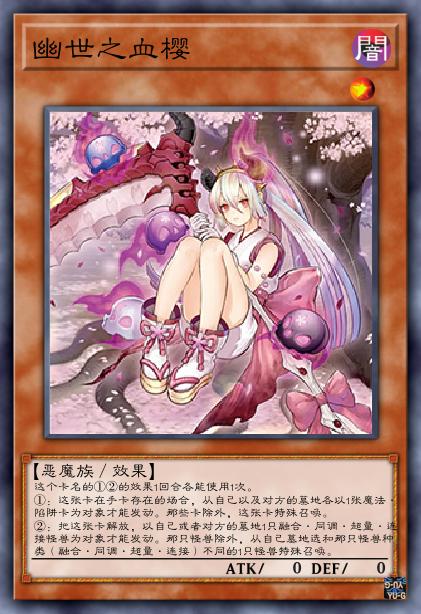 幽世之血樱
闇
【恶魔族／效果】
这个卡名的①②的效果1回合各能使用1次。
①：这张卡在手卡存在的场合，从自己以及对方的墓地各以1张魔法·
陷阱卡为对象才能发动。那些卡除外，这张卡特殊召唤。
②：把这张卡解放，以自己或者对方的墓地1只融合·同调·超量·连
接怪兽为对象才能发动。那只怪兽除外，从自己墓地选和那只怪兽种
类（融合·同调·超量·连接）不同的1只怪兽特殊召唤。
ATK/ 0 DEF/ 0